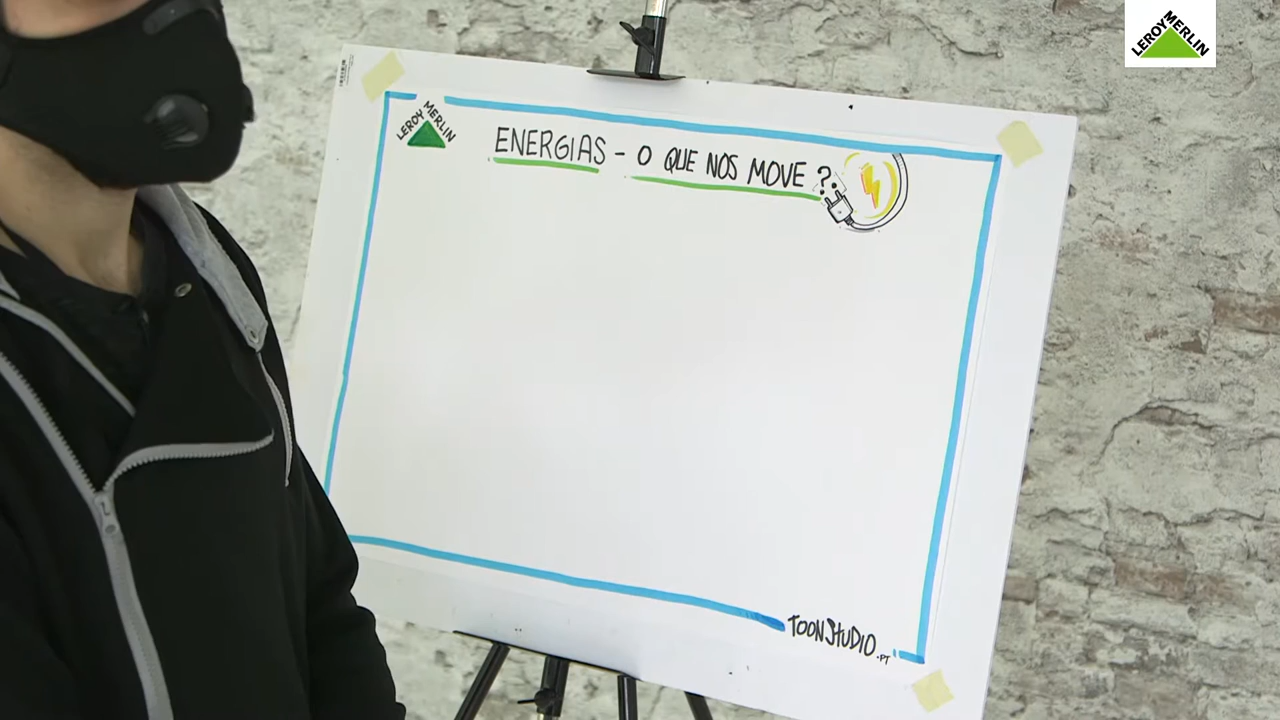 LEROY MERLIN
LEROY MERLIN
ENERGIAS - O QUE NOS MOVE ?
TOONSTUDIO.PT